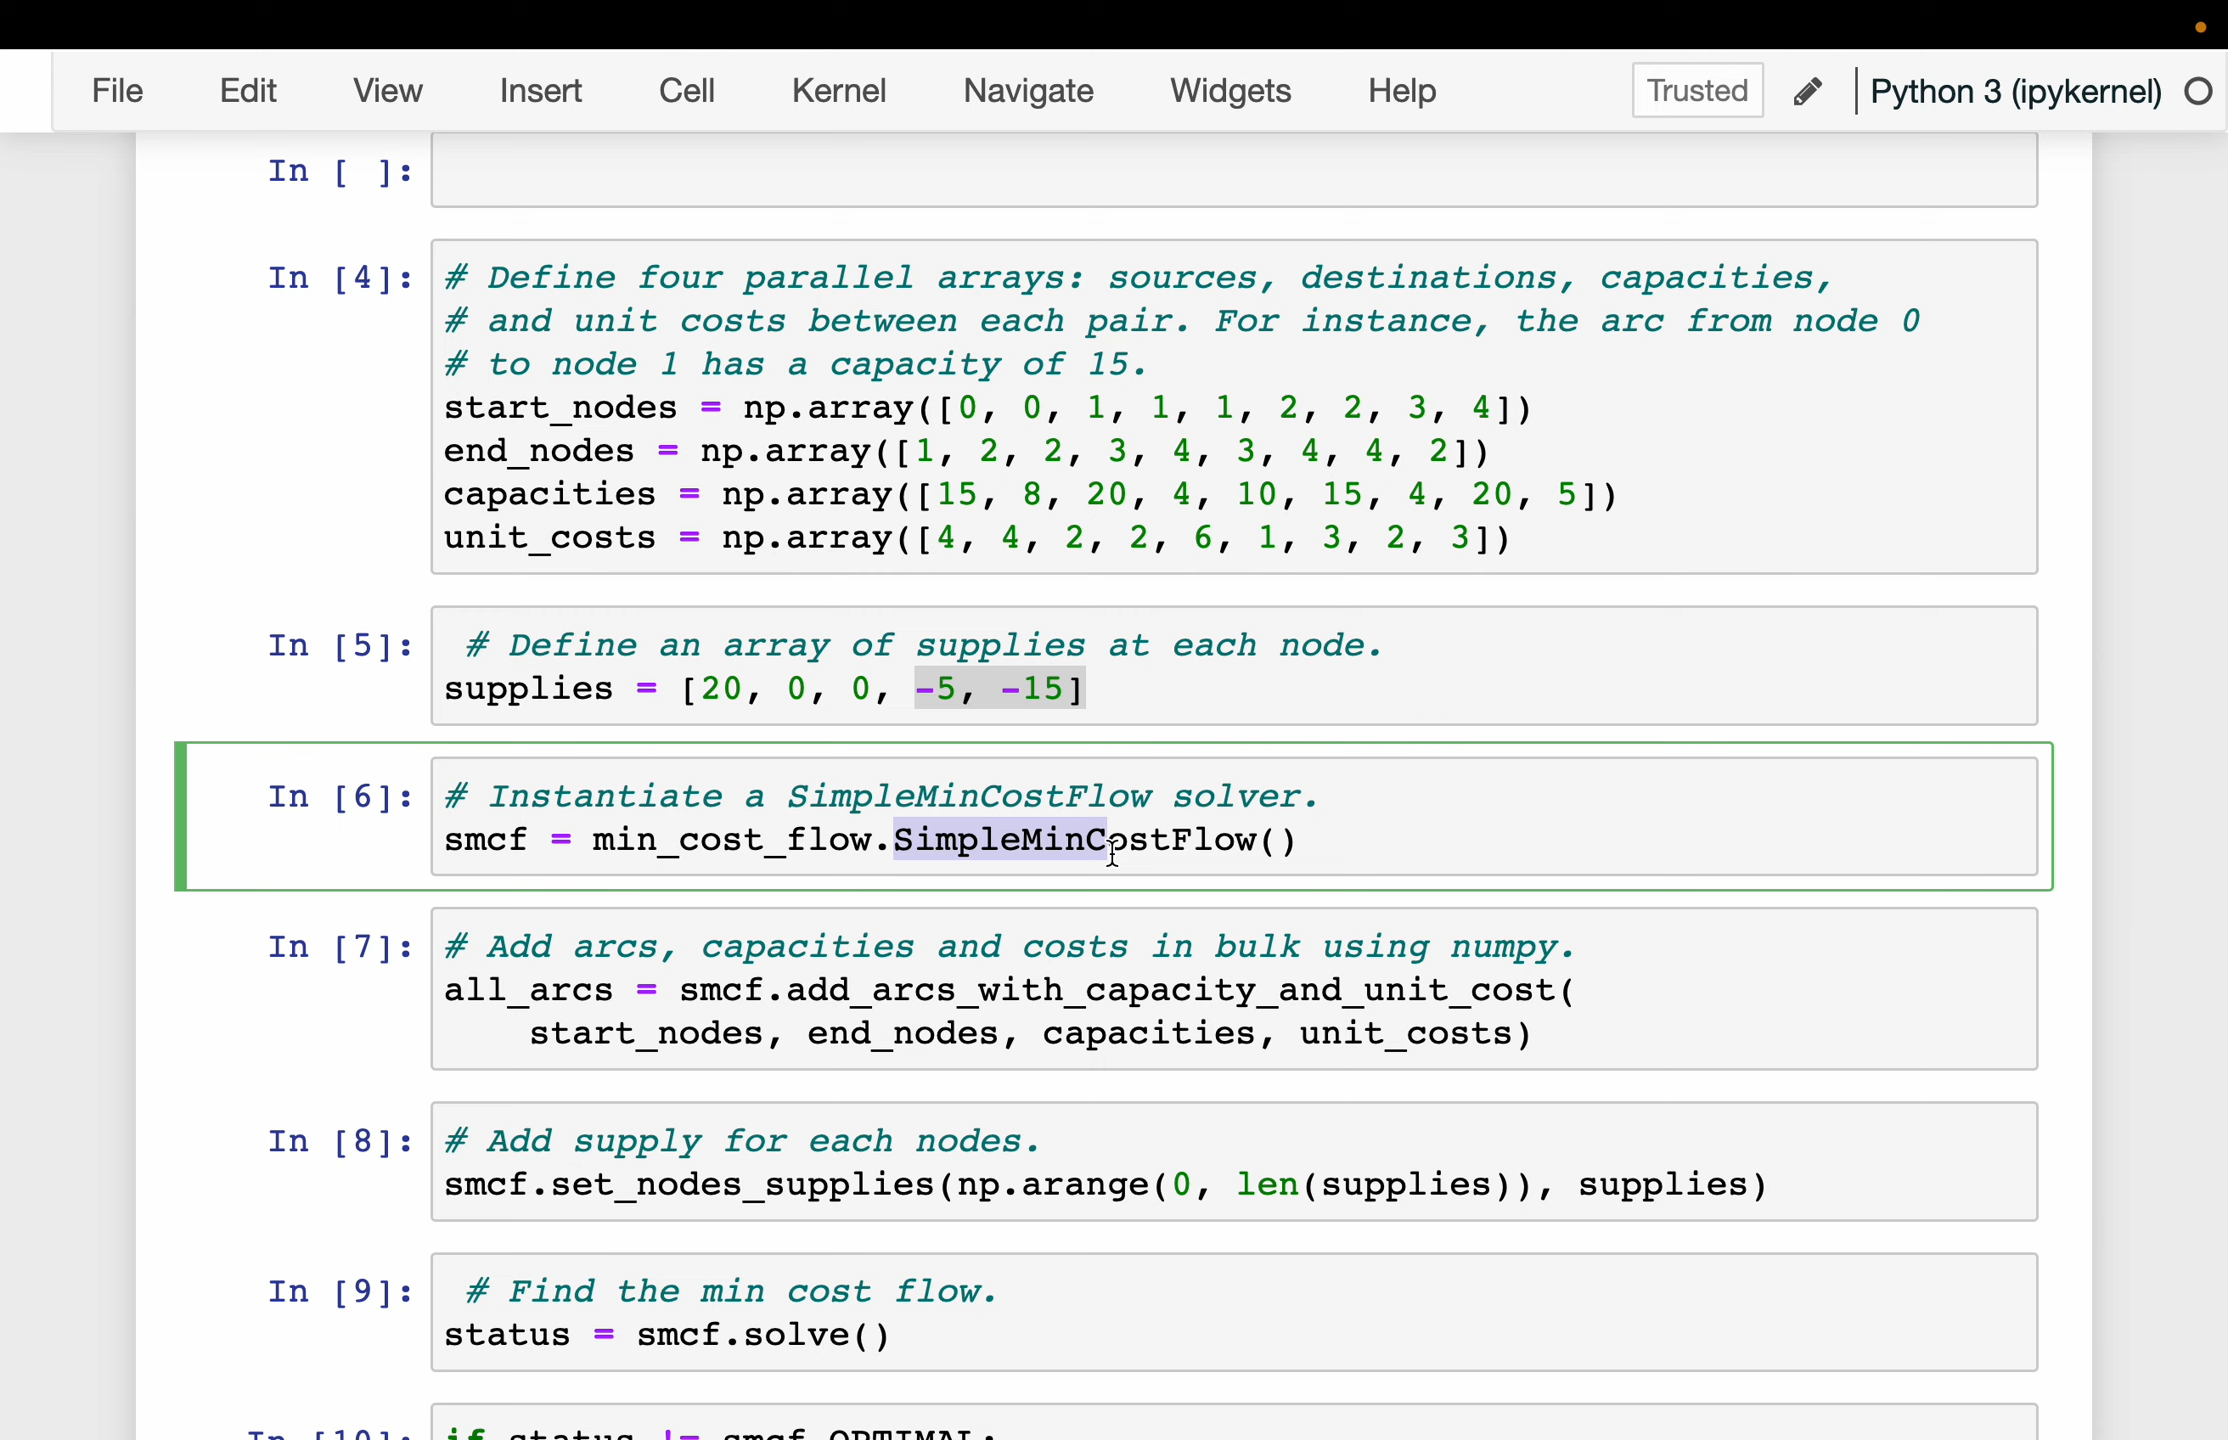 File Edit View Insert Cell Kernel Navigate Widgets Help Trusted Python 3 (ipykernel)
In [ ]:
In [4]: # Define four parallel arrays: sources, destinations, capacities,
# and unit costs between each pair. For instance, the arc from node 0
# to node 1 has a capacity of 15.
start_nodes = np.array([0, 0, 1, 1, 1, 2, 2, 3, 4])
end_nodes = np.array([1, 2, 2, 3, 4, 3, 4, 4, 2])
capacities = np.array([15, 8, 20, 4, 10, 15, 4, 20, 5])
unit_costs = np.array([4, 4, 2, 2, 6, 1, 3, 2, 3])
In [5]: # Define an array of supplies at each node.
supplies = [20, 0, 0, -5, -15]
In [6]: # Instantiate a SimpleMinCostFlow solver.
smcf = min_cost_flow.SimpleMinCostFlow()
In [7]: # Add arcs, capacities and costs in bulk using numpy.
all_arcs = smcf.add_arcs_with_capacity_and_unit_cost(
start_nodes, end_nodes, capacities, unit_costs)
In [8]: # Add supply for each nodes.
smcf.set_nodes_supplies(np.arange(0, len(supplies)), supplies)
In [9]: # Find the min cost flow.
status = smcf.solve()
In [10]: if status != smcf.OPTIMAL: